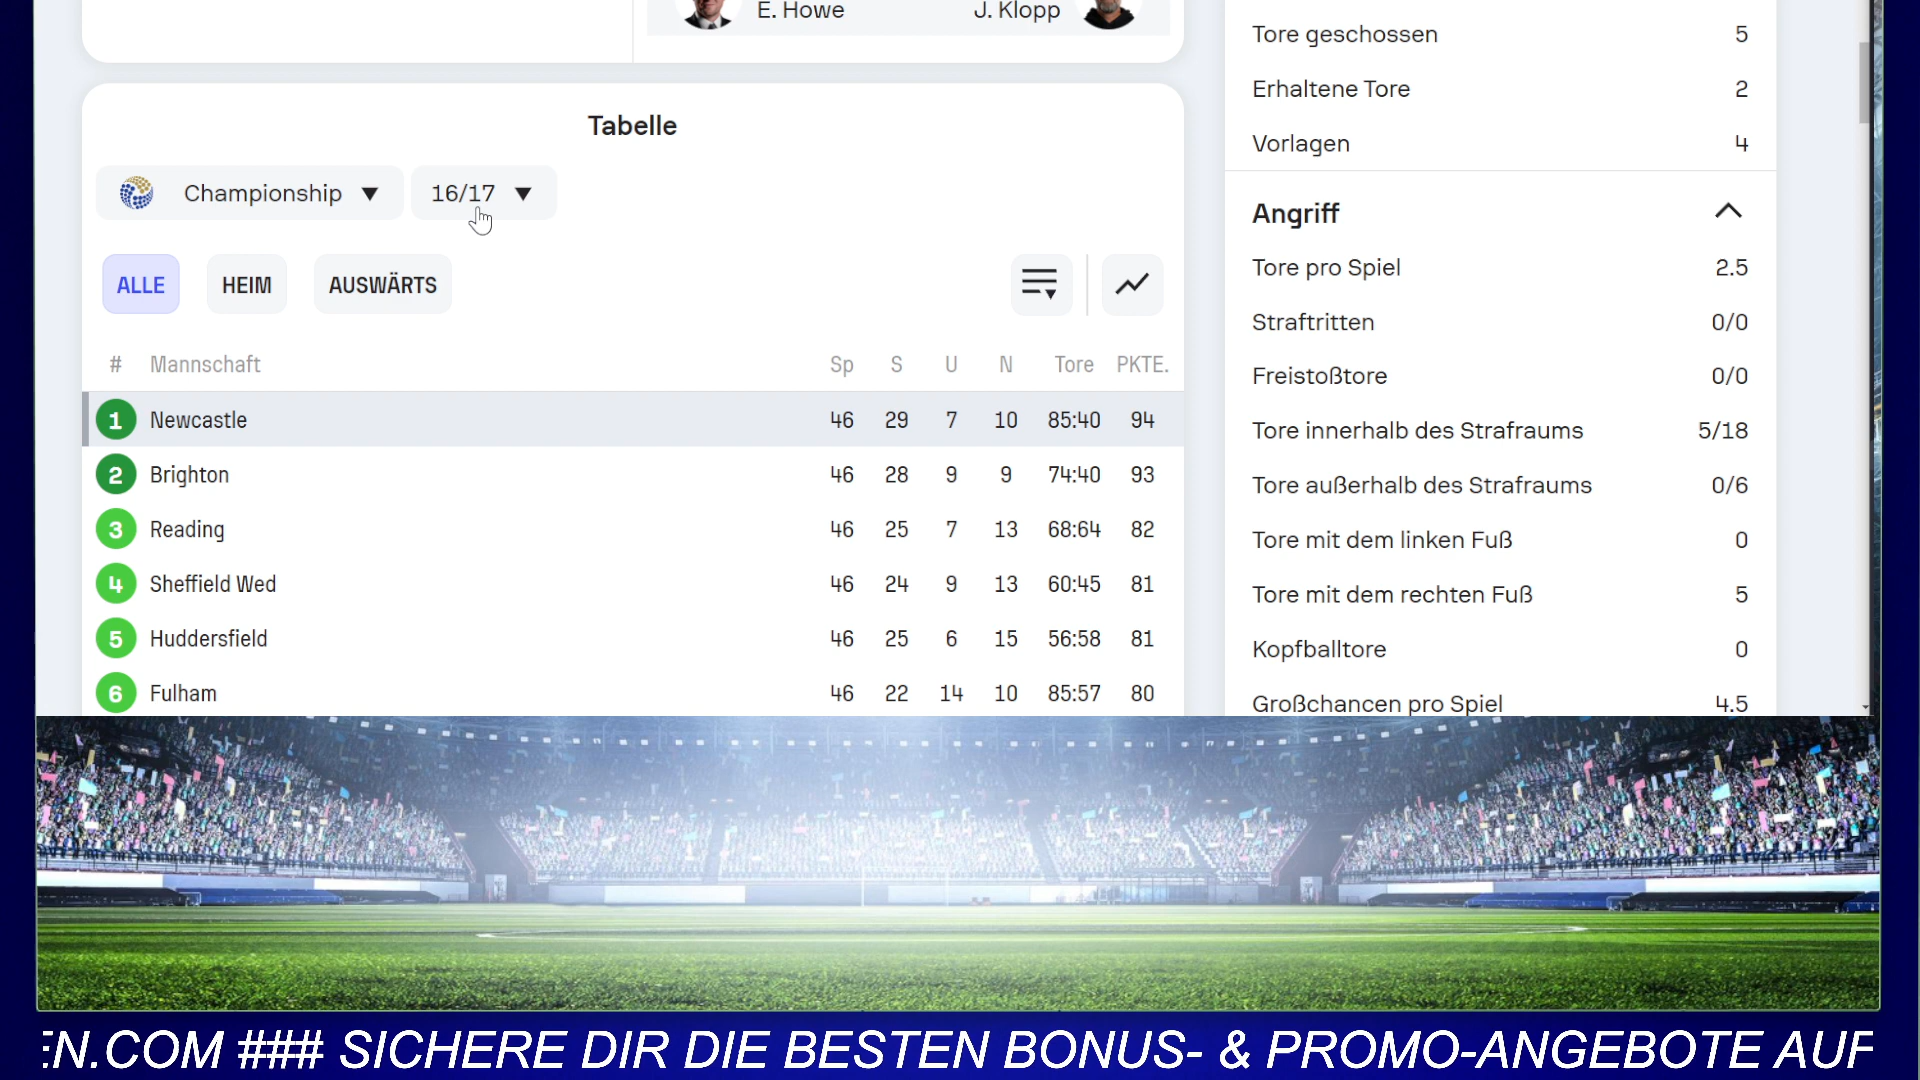 E. Howe J. Klopp
Tabelle
Championship 16/17
ALLE HEIM AUSWÄRTS
# Mannschaft Sp S U N Tore PKTE.
1 Newcastle 46 29 7 10 85:40 94
2 Brighton 46 28 9 9 74:40 93
3 Reading 46 25 7 13 68:64 82
4 Sheffield Wed 46 24 9 13 60:45 81
5 Huddersfield 46 25 6 15 56:58 81
6 Fulham 46 22 14 10 85:57 80
Tore geschossen 5
Erhaltene Tore 2
Vorlagen 4
Angriff
Tore pro Spiel 2.5
Straftritten 0/0
Freistoßtore 0/0
Tore innerhalb des Strafraums 5/18
Tore außerhalb des Strafraums 0/6
Tore mit dem linken Fuß 0
Tore mit dem rechten Fuß 5
Kopfballtore 0
Großchancen pro Spiel 4.5
EN.COM ### SICHERE DIR DIE BESTEN BONUS- & PROMO-ANGEBOTE AUF